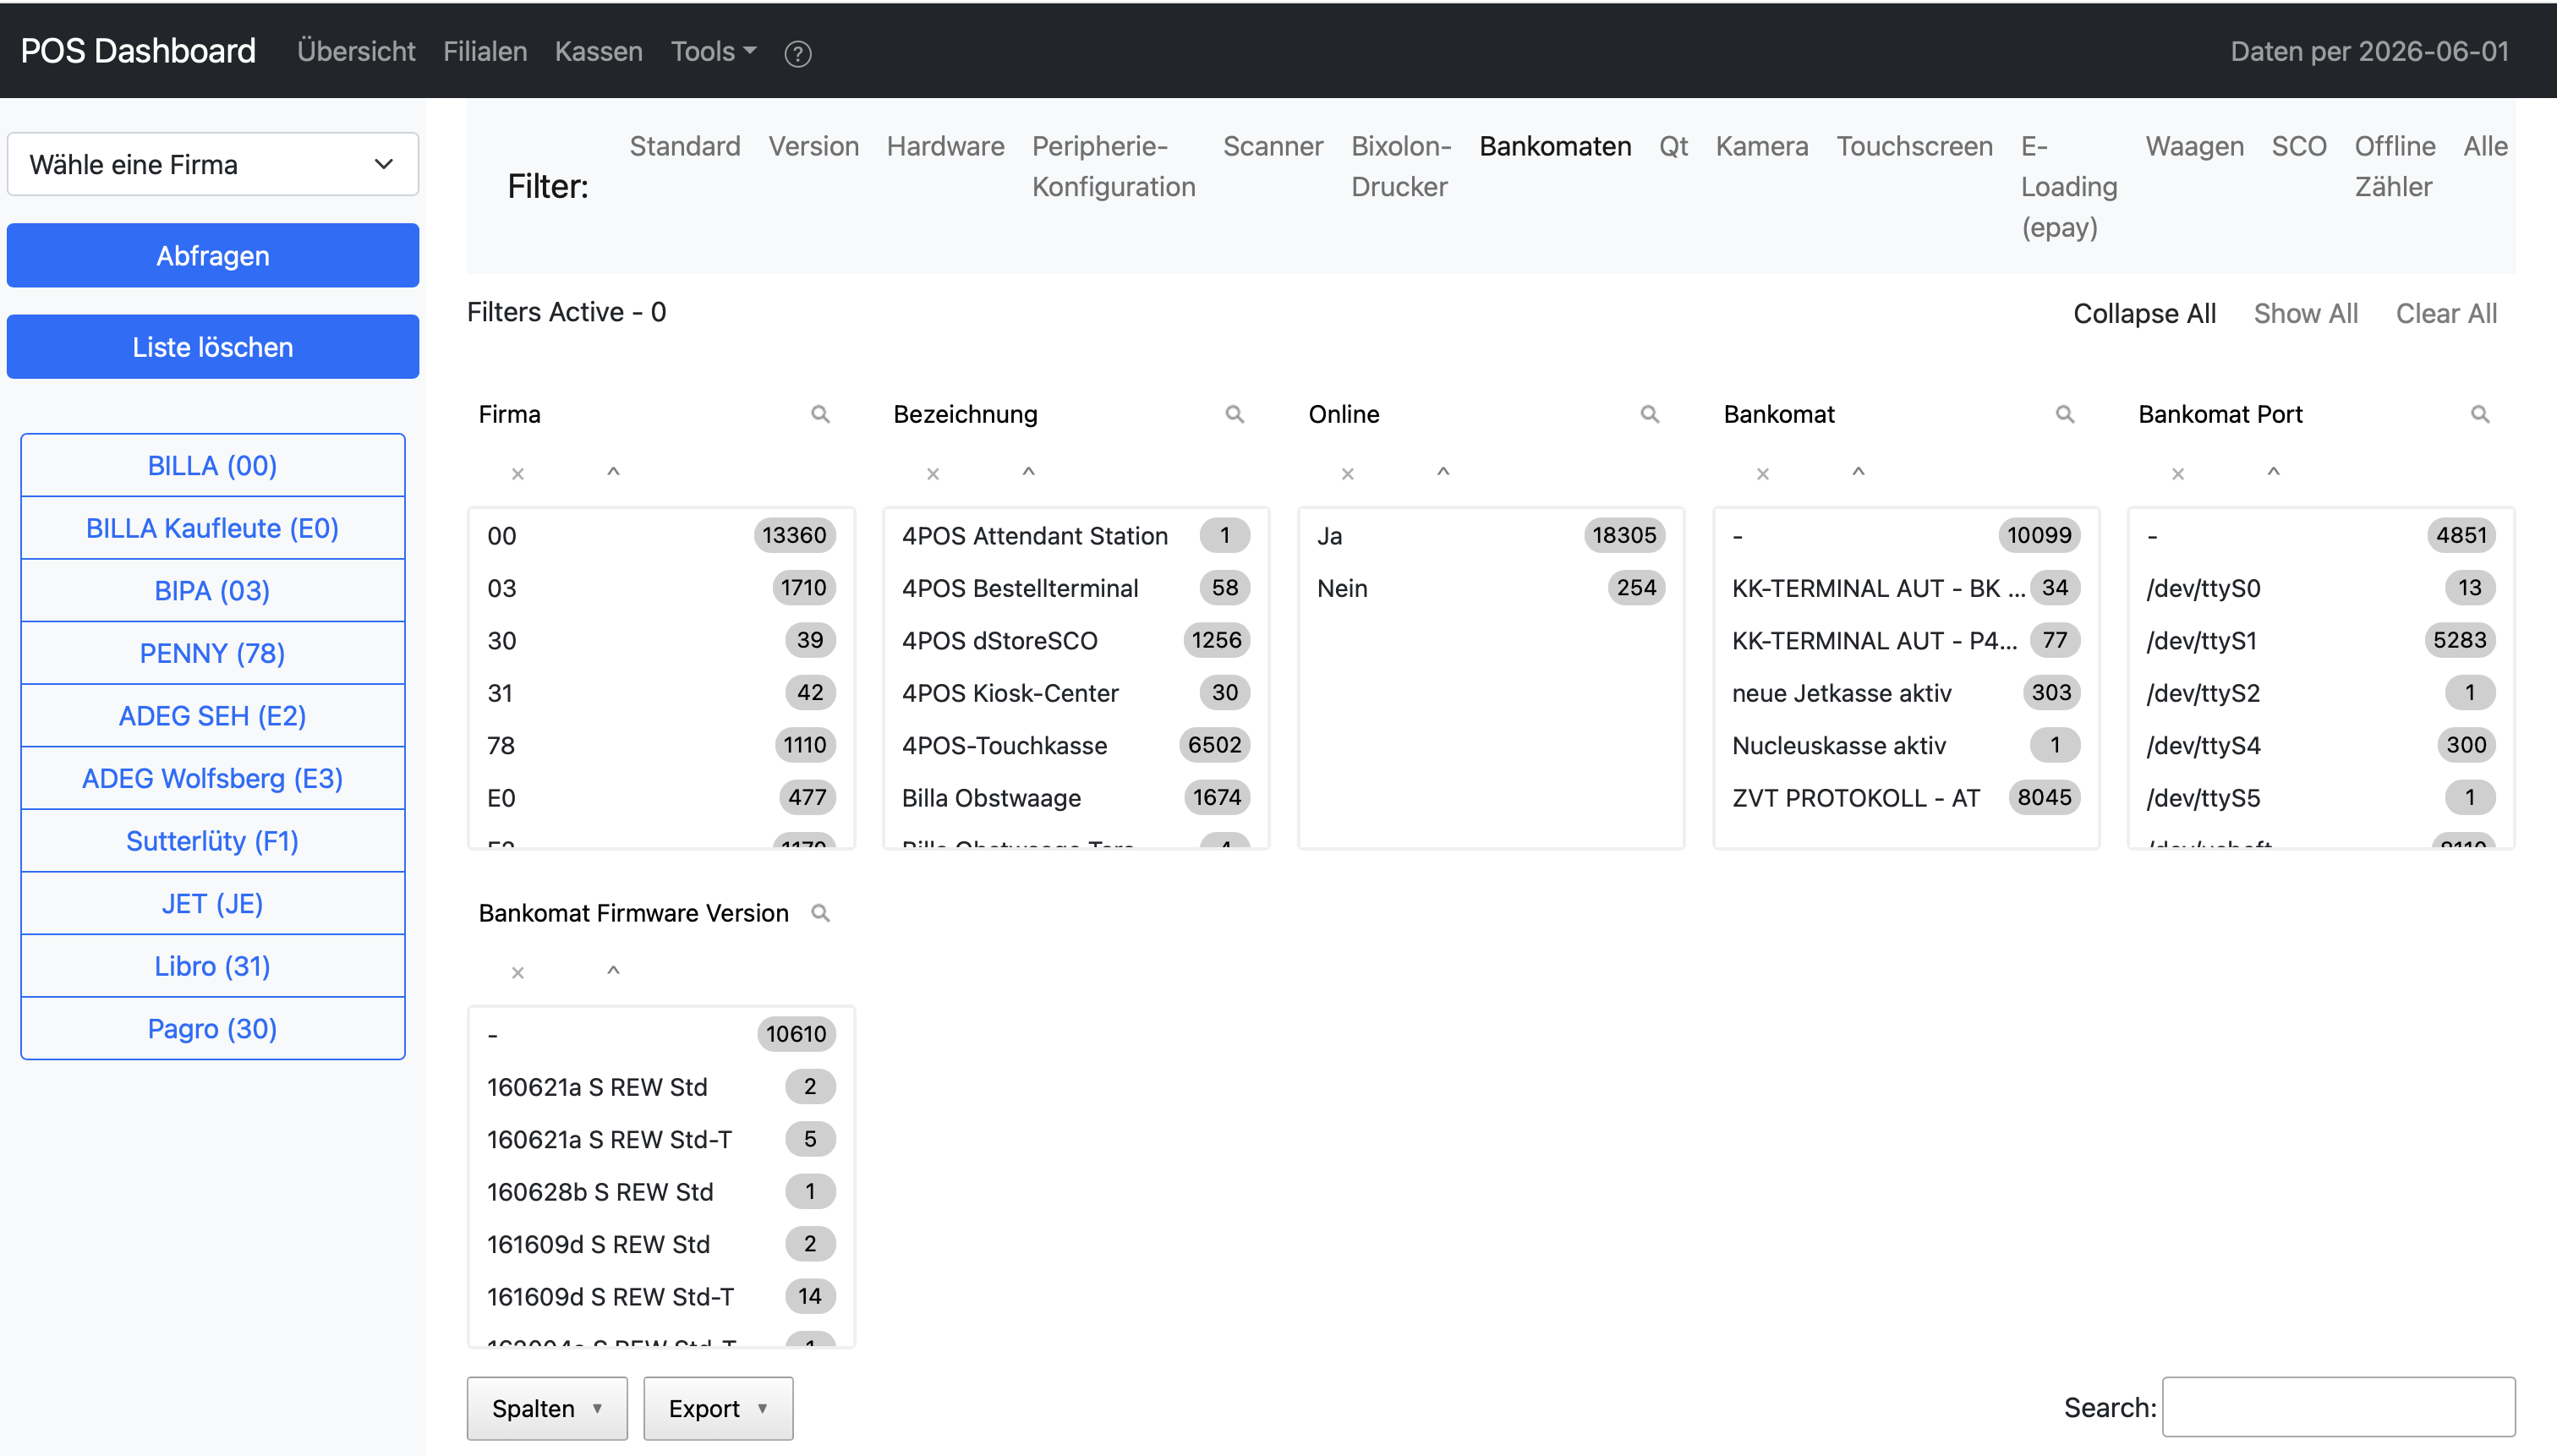 POS Dashboard Übersicht Filialen Kassen Tools ? Daten per 2026-06-01
Wähle eine Firma
Abfragen
Liste löschen
BILLA (00)
BILLA Kaufleute (E0)
BIPA (03)
PENNY (78)
ADEG SEH (E2)
ADEG Wolfsberg (E3)
Sutterlüty (F1)
JET (JE)
Libro (31)
Pagro (30)
Filter:
Standard
Version
Hardware
Peripherie-
Konfiguration
Scanner
Bixolon-
Drucker
Bankomaten
Qt
Kamera
Touchscreen
E-
Loading
(epay)
Waagen
SCO
Offline
Zähler
Alle
Filters Active - 0
Collapse All Show All Clear All
Firma
× ^
00 13360
03 1710
30 39
31 42
78 1110
E0 477
Bezeichnung
× ^
4POS Attendant Station 1
4POS Bestellterminal 58
4POS dStoreSCO 1256
4POS Kiosk-Center 30
4POS-Touchkasse 6502
Billa Obstwaage 1674
Online
× ^
Ja 18305
Nein 254
Bankomat
× ^
- 10099
KK-TERMINAL AUT - BK ... 34
KK-TERMINAL AUT - P4... 77
neue Jetkasse aktiv 303
Nucleuskasse aktiv 1
ZVT PROTOKOLL - AT 8045
Bankomat Port
× ^
- 4851
/dev/ttyS0 13
/dev/ttyS1 5283
/dev/ttyS2 1
/dev/ttyS4 300
/dev/ttyS5 1
Bankomat Firmware Version
× ^
- 10610
160621a S REW Std 2
160621a S REW Std-T 5
160628b S REW Std 1
161609d S REW Std 2
161609d S REW Std-T 14
Spalten ▼ Export ▼
Search: